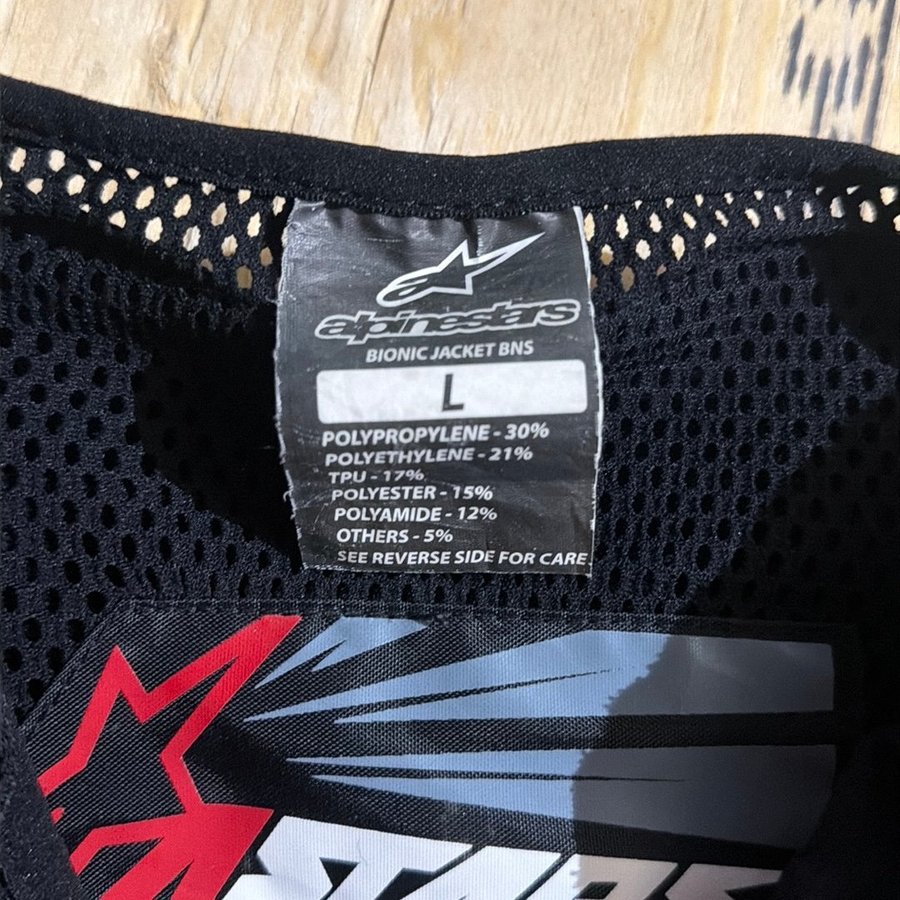 alpinestars
BIONIC JACKET BNS
L
POLYPROPYLENE - 30%
POLYETHYLENE - 21%
TPU - 17%
POLYESTER - 15%
POLYAMIDE - 12%
OTHERS - 5%
SEE REVERSE SIDE FOR CARE
STARS